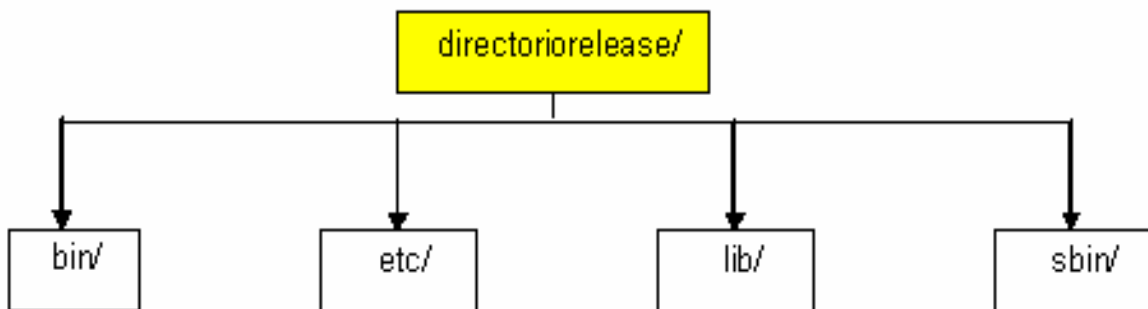 directoriorelease/
bin/
etc/
lib/
sbin/